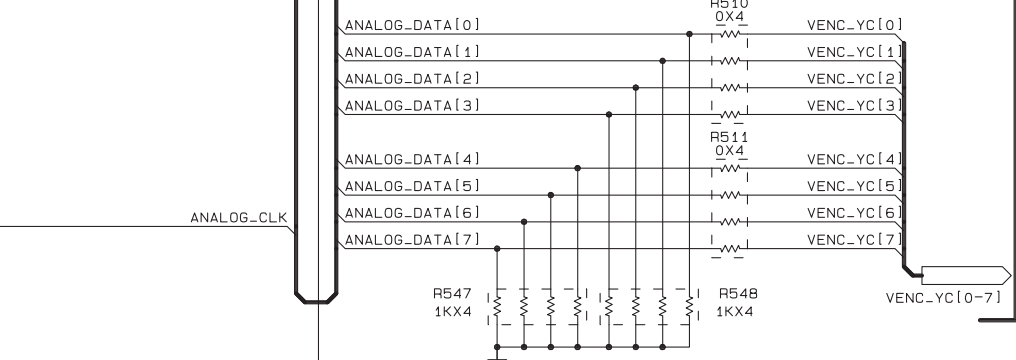 R510
0X4
ANALOG_DATA[0] VENC_YC[0]
ANALOG_DATA[1] VENC_YC[1]
ANALOG_DATA[2] VENC_YC[2]
ANALOG_DATA[3] VENC_YC[3]
R511
0X4
ANALOG_DATA[4] VENC_YC[4]
ANALOG_DATA[5] VENC_YC[5]
ANALOG_CLK ANALOG_DATA[6] VENC_YC[6]
ANALOG_DATA[7] VENC_YC[7]
R547 R548
1KX4 1KX4
VENC_YC[0-7]